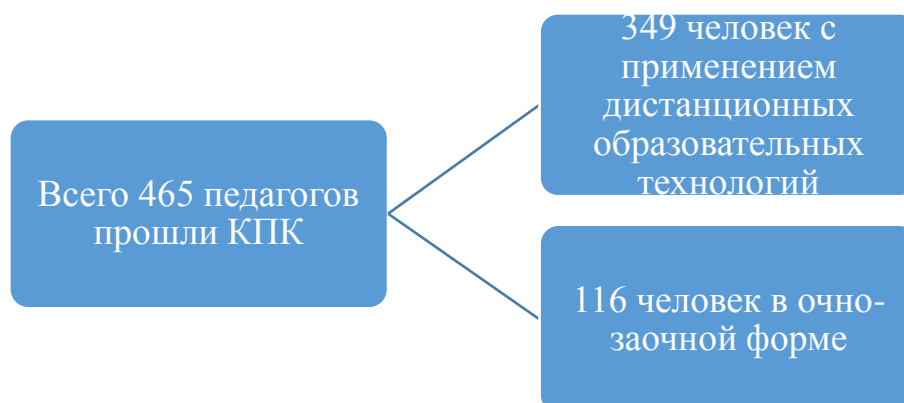 Всего 465 педагогов
прошли КПК
349 человек с
применением
дистанционных
образовательных
технологий
116 человек в очно-
заочной форме